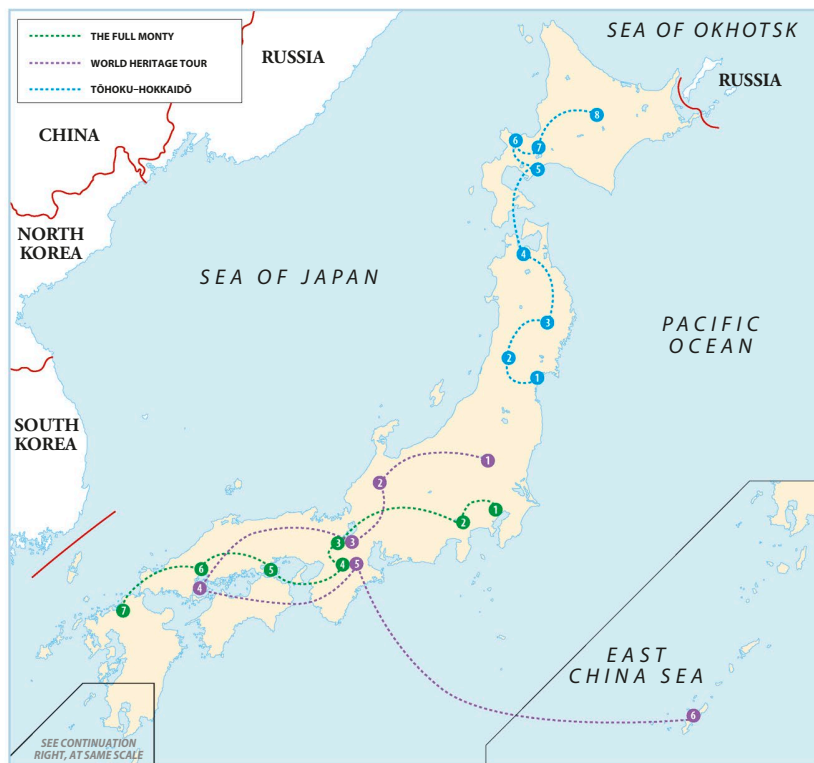 THE FULL MONTY
WORLD HERITAGE TOUR
TŌHOKU–HOKKAIDŌ
SEA OF OKHOTSK
RUSSIA
RUSSIA
CHINA
NORTH
KOREA
SEA OF JAPAN
PACIFIC
OCEAN
SOUTH
KOREA
8
6
7
5
4
3
2
1
1
2
1
2
3
3
4
5
6
5
4
7
EAST
CHINA SEA
6
SEE CONTINUATION
RIGHT, AT SAME SCALE